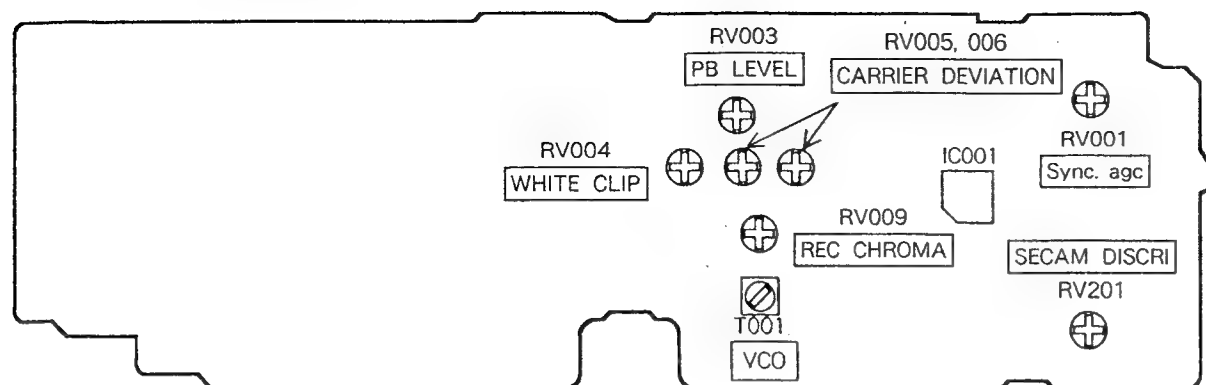 RV003
PB LEVEL
RV005, 006
CARRIER DEVIATION
RV004
WHITE CLIP
RV001
Sync. agc
IC001
RV009
REC CHROMA
SECAM DISCRI
RV201
T001
VCO